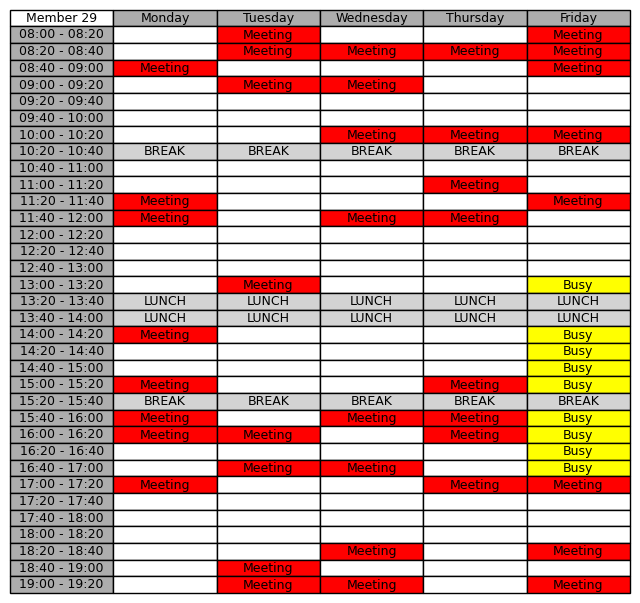 Member 29 Monday Tuesday Wednesday Thursday Friday
08:00 - 08:20 Meeting Meeting
08:20 - 08:40 Meeting Meeting Meeting Meeting
08:40 - 09:00 Meeting Meeting
09:00 - 09:20 Meeting Meeting
09:20 - 09:40
09:40 - 10:00
10:00 - 10:20 Meeting Meeting Meeting
10:20 - 10:40 BREAK BREAK BREAK BREAK BREAK
10:40 - 11:00
11:00 - 11:20 Meeting
11:20 - 11:40 Meeting Meeting
11:40 - 12:00 Meeting Meeting Meeting
12:00 - 12:20
12:20 - 12:40
12:40 - 13:00
13:00 - 13:20 Meeting Busy
13:20 - 13:40 LUNCH LUNCH LUNCH LUNCH LUNCH
13:40 - 14:00 LUNCH LUNCH LUNCH LUNCH LUNCH
14:00 - 14:20 Meeting Busy
14:20 - 14:40 Busy
14:40 - 15:00 Busy
15:00 - 15:20 Meeting Meeting Busy
15:20 - 15:40 BREAK BREAK BREAK BREAK BREAK
15:40 - 16:00 Meeting Meeting Meeting Busy
16:00 - 16:20 Meeting Meeting Meeting Busy
16:20 - 16:40 Busy
16:40 - 17:00 Meeting Meeting Busy
17:00 - 17:20 Meeting Meeting Meeting
17:20 - 17:40
17:40 - 18:00
18:00 - 18:20
18:20 - 18:40 Meeting Meeting
18:40 - 19:00 Meeting
19:00 - 19:20 Meeting Meeting Meeting